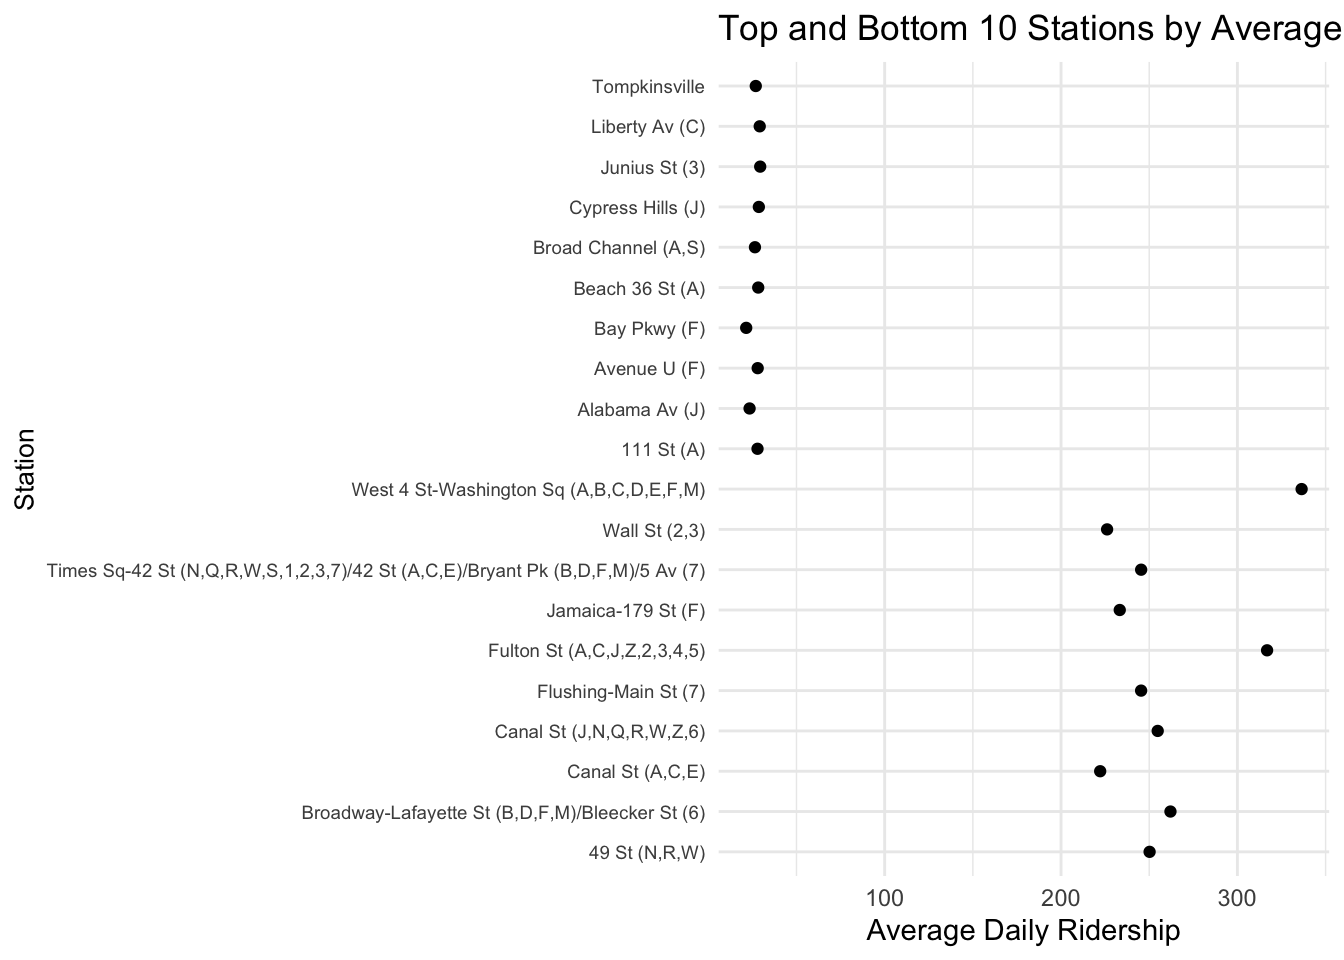 Top and Bottom 10 Stations by Average
Tompkinsville
Liberty Av (C)
Junius St (3)
Cypress Hills (J)
Broad Channel (A,S)
Beach 36 St (A)
Bay Pkwy (F)
Avenue U (F)
Alabama Av (J)
111 St (A)
West 4 St-Washington Sq (A,B,C,D,E,F,M)
Wall St (2,3)
Times Sq-42 St (N,Q,R,W,S,1,2,3,7)/42 St (A,C,E)/Bryant Pk (B,D,F,M)/5 Av (7)
Jamaica-179 St (F)
Fulton St (A,C,J,Z,2,3,4,5)
Flushing-Main St (7)
Canal St (J,N,Q,R,W,Z,6)
Canal St (A,C,E)
Broadway-Lafayette St (B,D,F,M)/Bleecker St (6)
49 St (N,R,W)
Station
100 200 300
Average Daily Ridership